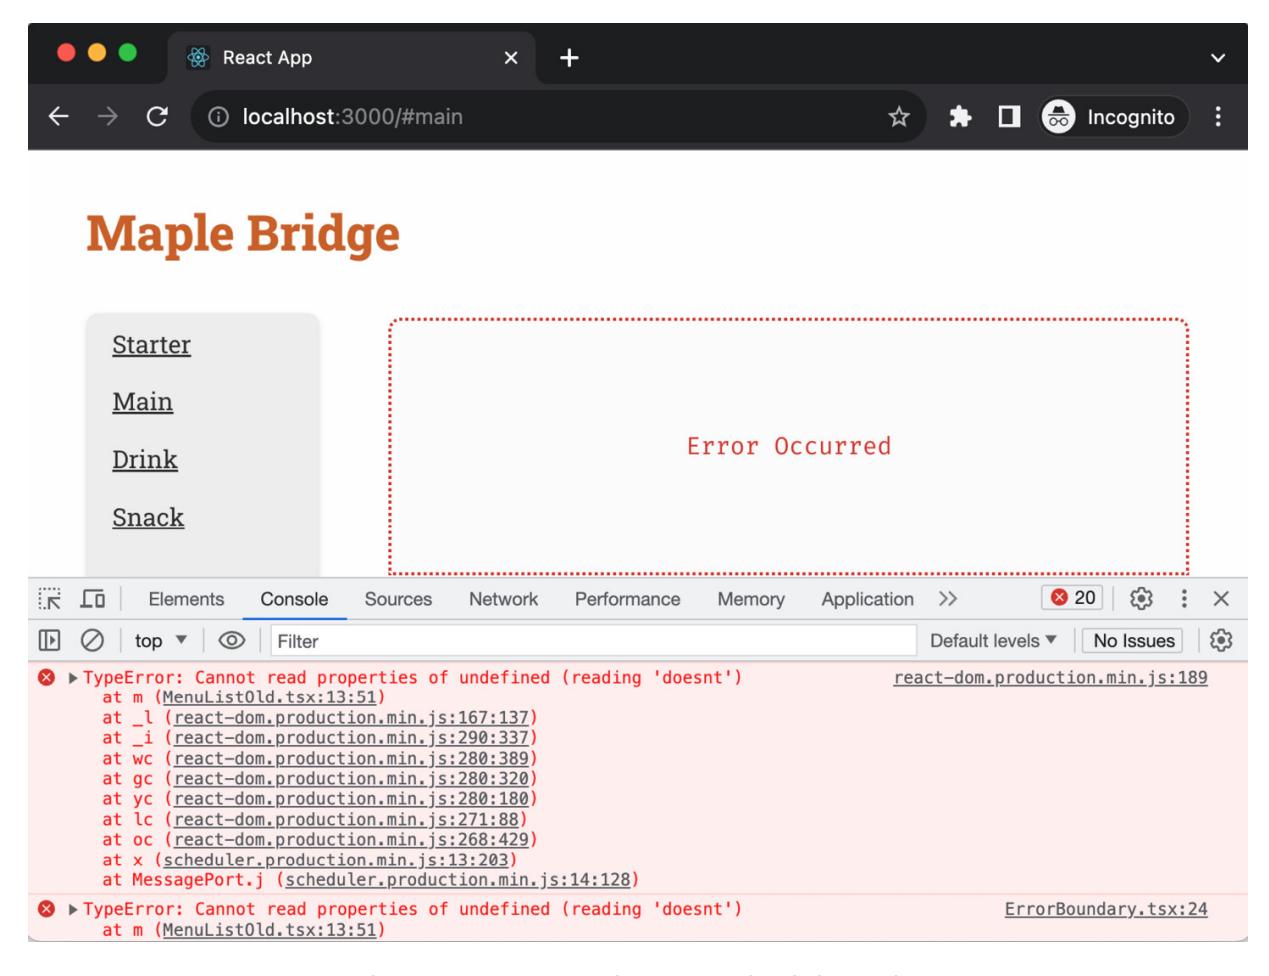 React App
localhost:3000/#main
Incognito
Maple Bridge
Starter
Main
Drink
Snack
Error Occurred
Elements Console Sources Network Performance Memory Application 20
top Filter Default levels No Issues
TypeError: Cannot read properties of undefined (reading 'doesnt') react-dom.production.min.js:189
at m (MenuListOld.tsx:13:51)
at _l (react-dom.production.min.js:167:137)
at _i (react-dom.production.min.js:290:337)
at wc (react-dom.production.min.js:280:389)
at gc (react-dom.production.min.js:280:320)
at yc (react-dom.production.min.js:280:180)
at lc (react-dom.production.min.js:271:88)
at oc (react-dom.production.min.js:268:429)
at x (scheduler.production.min.js:13:203)
at MessagePort.j (scheduler.production.min.js:14:128)
TypeError: Cannot read properties of undefined (reading 'doesnt') ErrorBoundary.tsx:24
at m (MenuListOld.tsx:13:51)